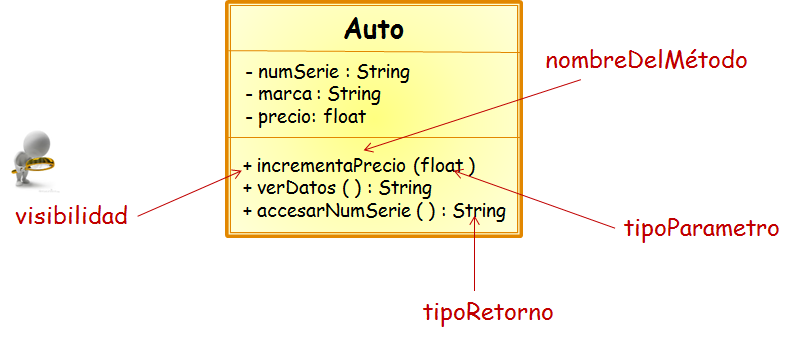 Auto
nombreDelMétodo
- numSerie : String
- marca : String
- precio: float
+ incrementaPrecio (float )
+ verDatos ( ) : String
+ accesarNumSerie ( ) : String
visibilidad
tipoParametro
tipoRetorno